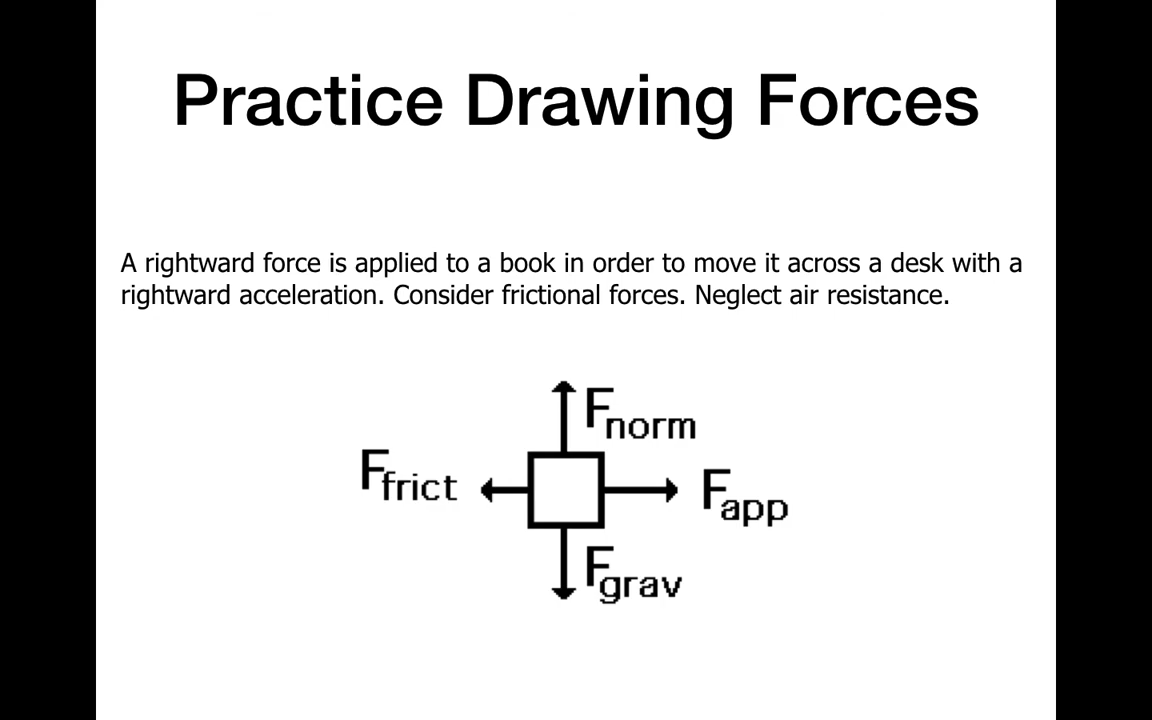 Practice Drawing Forces
A rightward force is applied to a book in order to move it across a desk with a
rightward acceleration. Consider frictional forces. Neglect air resistance.
Fnorm
Ffrict
Fapp
Fgrav